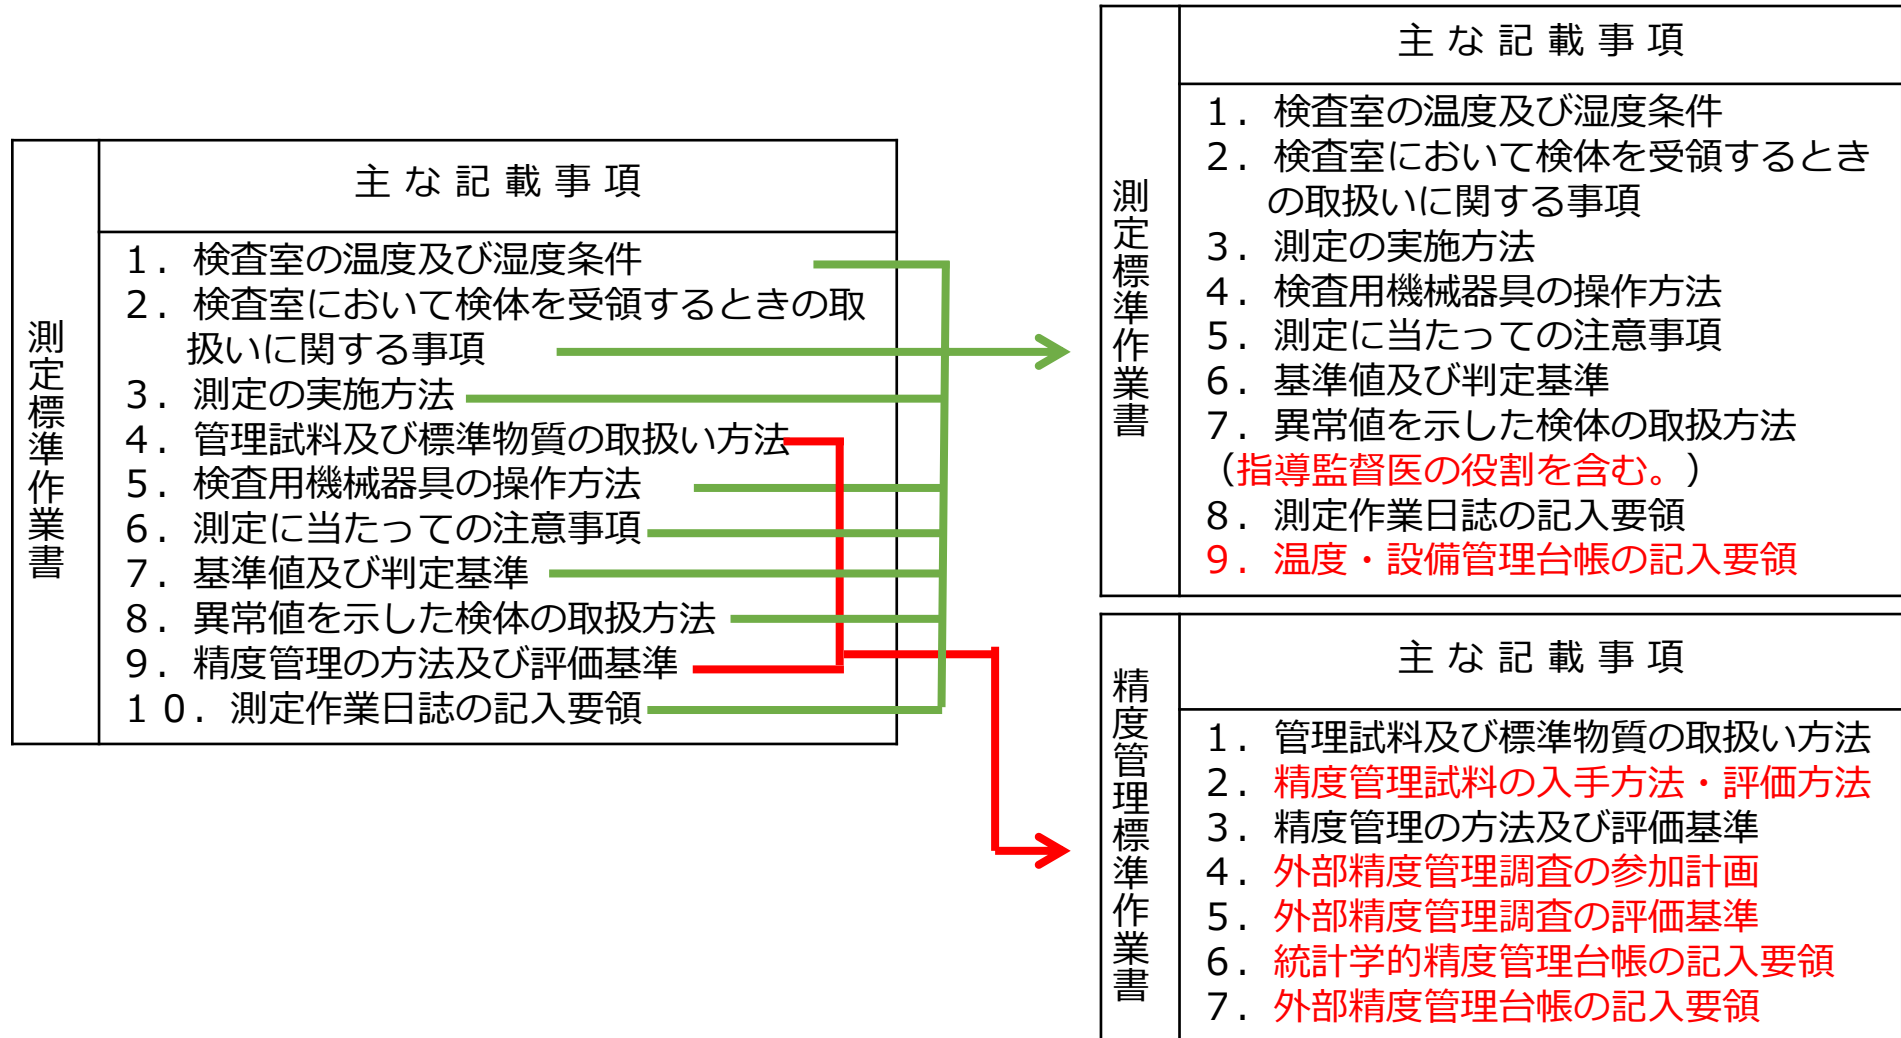 測定標準作業書
主な記載事項
１．検査室の温度及び湿度条件
２．検査室において検体を受領するときの取
扱いに関する事項
３．測定の実施方法
４．管理試料及び標準物質の取扱い方法
５．検査用機械器具の操作方法
６．測定に当たっての注意事項
７．基準値及び判定基準
８．異常値を示した検体の取扱方法
９．精度管理の方法及び評価基準
１０．測定作業日誌の記入要領
測定標準作業書
主な記載事項
１．検査室の温度及び湿度条件
２．検査室において検体を受領するとき
の取扱いに関する事項
３．測定の実施方法
４．検査用機械器具の操作方法
５．測定に当たっての注意事項
６．基準値及び判定基準
７．異常値を示した検体の取扱方法
（指導監督医の役割を含む。）
８．測定作業日誌の記入要領
９．温度・設備管理台帳の記入要領
精度管理標準作業書
主な記載事項
１．管理試料及び標準物質の取扱い方法
２．精度管理試料の入手方法・評価方法
３．精度管理の方法及び評価基準
４．外部精度管理調査の参加計画
５．外部精度管理調査の評価基準
６．統計学的精度管理台帳の記入要領
７．外部精度管理台帳の記入要領